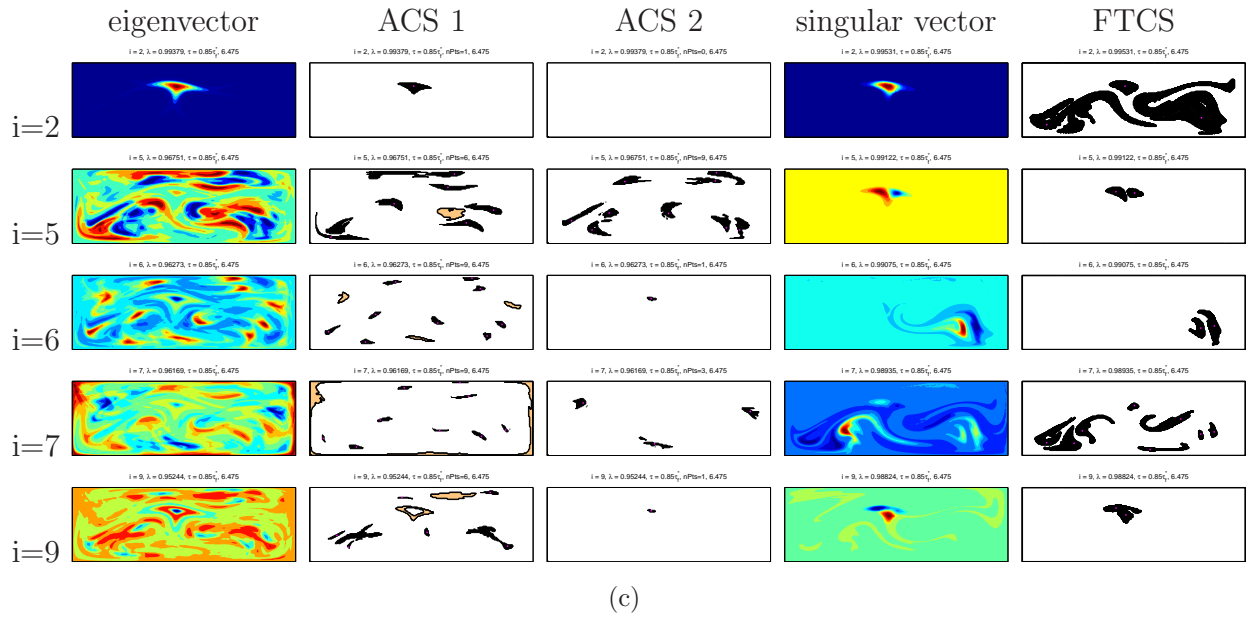 eigenvector ACS 1 ACS 2 singular vector FTCS
i = 2, λ = 0.99379, τ = 0.85τ*f, 6.475 i = 2, λ = 0.99379, τ = 0.85τ*f, nPts=1, 6.475 i = 2, λ = 0.99379, τ = 0.85τ*f, nPts=0, 6.475 i = 2, λ = 0.99531, τ = 0.85τ*f, 6.475 i = 2, λ = 0.99531, τ = 0.85τ*f, 6.475
i=2
i = 5, λ = 0.96751, τ = 0.85τ*f, 6.475 i = 5, λ = 0.96751, τ = 0.85τ*f, nPts=6, 6.475 i = 5, λ = 0.96751, τ = 0.85τ*f, nPts=9, 6.475 i = 5, λ = 0.99122, τ = 0.85τ*f, 6.475 i = 5, λ = 0.99122, τ = 0.85τ*f, 6.475
i=5
i = 6, λ = 0.96273, τ = 0.85τ*f, 6.475 i = 6, λ = 0.96273, τ = 0.85τ*f, nPts=9, 6.475 i = 6, λ = 0.96273, τ = 0.85τ*f, nPts=1, 6.475 i = 6, λ = 0.99075, τ = 0.85τ*f, 6.475 i = 6, λ = 0.99075, τ = 0.85τ*f, 6.475
i=6
i = 7, λ = 0.96169, τ = 0.85τ*f, 6.475 i = 7, λ = 0.96169, τ = 0.85τ*f, nPts=9, 6.475 i = 7, λ = 0.96169, τ = 0.85τ*f, nPts=3, 6.475 i = 7, λ = 0.98935, τ = 0.85τ*f, 6.475 i = 7, λ = 0.98935, τ = 0.85τ*f, 6.475
i=7
i = 9, λ = 0.95244, τ = 0.85τ*f, 6.475 i = 9, λ = 0.95244, τ = 0.85τ*f, nPts=6, 6.475 i = 9, λ = 0.95244, τ = 0.85τ*f, nPts=1, 6.475 i = 9, λ = 0.98824, τ = 0.85τ*f, 6.475 i = 9, λ = 0.98824, τ = 0.85τ*f, 6.475
i=9
(c)